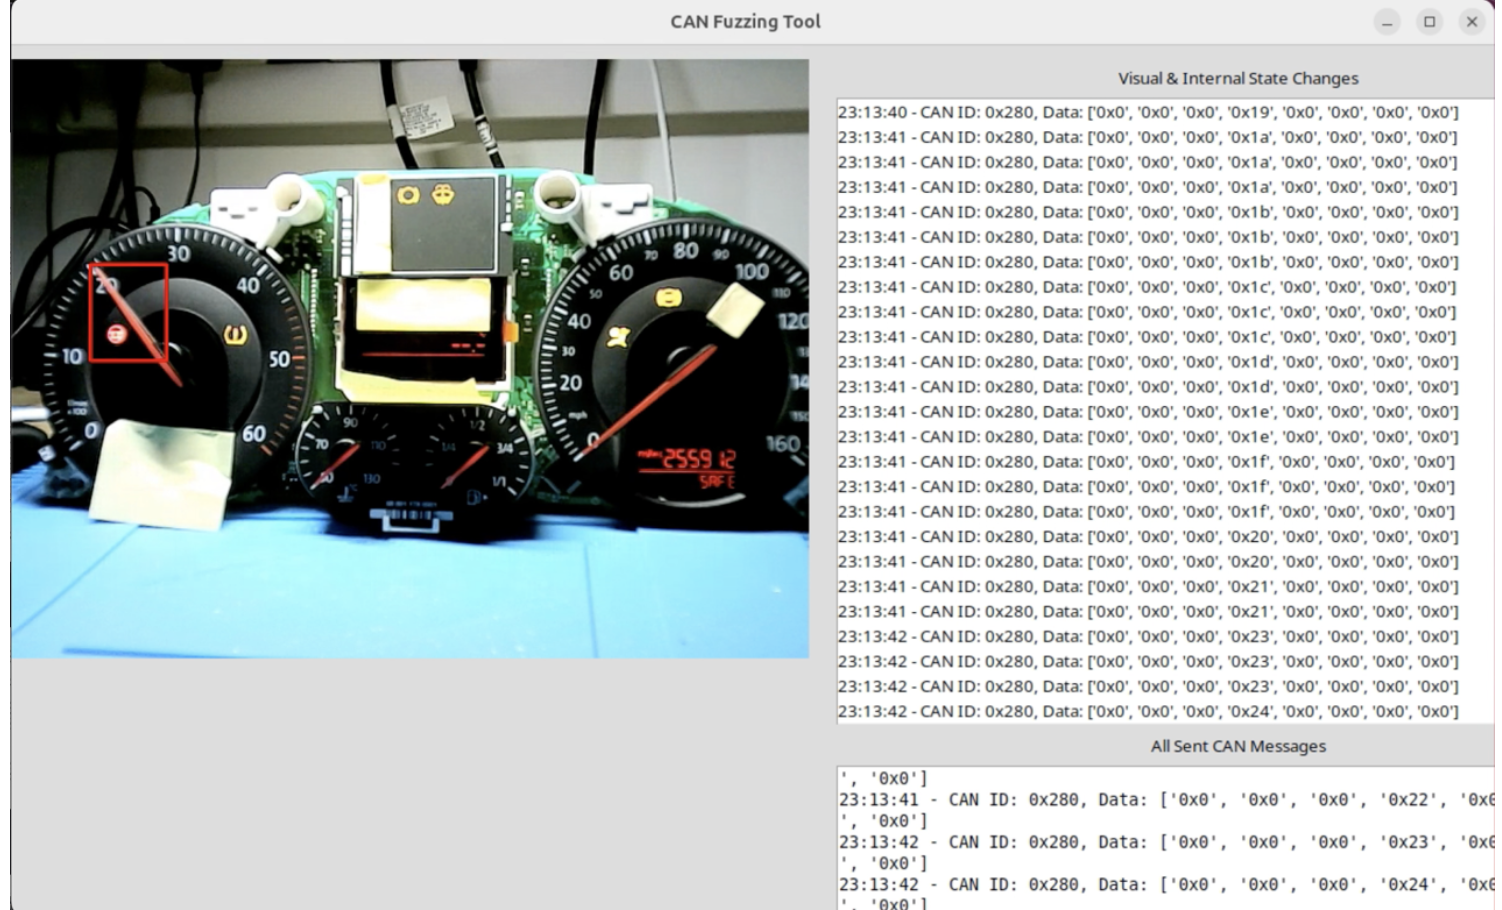 CAN Fuzzing Tool
Visual & Internal State Changes
23:13:40 - CAN ID: 0x280, Data: ['0x0', '0x0', '0x0', '0x19', '0x0', '0x0', '0x0', '0x0']
23:13:41 - CAN ID: 0x280, Data: ['0x0', '0x0', '0x0', '0x1a', '0x0', '0x0', '0x0', '0x0']
23:13:41 - CAN ID: 0x280, Data: ['0x0', '0x0', '0x0', '0x1a', '0x0', '0x0', '0x0', '0x0']
23:13:41 - CAN ID: 0x280, Data: ['0x0', '0x0', '0x0', '0x1a', '0x0', '0x0', '0x0', '0x0']
23:13:41 - CAN ID: 0x280, Data: ['0x0', '0x0', '0x0', '0x1b', '0x0', '0x0', '0x0', '0x0']
23:13:41 - CAN ID: 0x280, Data: ['0x0', '0x0', '0x0', '0x1b', '0x0', '0x0', '0x0', '0x0']
23:13:41 - CAN ID: 0x280, Data: ['0x0', '0x0', '0x0', '0x1b', '0x0', '0x0', '0x0', '0x0']
23:13:41 - CAN ID: 0x280, Data: ['0x0', '0x0', '0x0', '0x1c', '0x0', '0x0', '0x0', '0x0']
23:13:41 - CAN ID: 0x280, Data: ['0x0', '0x0', '0x0', '0x1c', '0x0', '0x0', '0x0', '0x0']
23:13:41 - CAN ID: 0x280, Data: ['0x0', '0x0', '0x0', '0x1c', '0x0', '0x0', '0x0', '0x0']
23:13:41 - CAN ID: 0x280, Data: ['0x0', '0x0', '0x0', '0x1d', '0x0', '0x0', '0x0', '0x0']
23:13:41 - CAN ID: 0x280, Data: ['0x0', '0x0', '0x0', '0x1d', '0x0', '0x0', '0x0', '0x0']
23:13:41 - CAN ID: 0x280, Data: ['0x0', '0x0', '0x0', '0x1e', '0x0', '0x0', '0x0', '0x0']
23:13:41 - CAN ID: 0x280, Data: ['0x0', '0x0', '0x0', '0x1e', '0x0', '0x0', '0x0', '0x0']
23:13:41 - CAN ID: 0x280, Data: ['0x0', '0x0', '0x0', '0x1f', '0x0', '0x0', '0x0', '0x0']
23:13:41 - CAN ID: 0x280, Data: ['0x0', '0x0', '0x0', '0x1f', '0x0', '0x0', '0x0', '0x0']
23:13:41 - CAN ID: 0x280, Data: ['0x0', '0x0', '0x0', '0x1f', '0x0', '0x0', '0x0', '0x0']
23:13:41 - CAN ID: 0x280, Data: ['0x0', '0x0', '0x0', '0x20', '0x0', '0x0', '0x0', '0x0']
23:13:41 - CAN ID: 0x280, Data: ['0x0', '0x0', '0x0', '0x20', '0x0', '0x0', '0x0', '0x0']
23:13:41 - CAN ID: 0x280, Data: ['0x0', '0x0', '0x0', '0x21', '0x0', '0x0', '0x0', '0x0']
23:13:41 - CAN ID: 0x280, Data: ['0x0', '0x0', '0x0', '0x21', '0x0', '0x0', '0x0', '0x0']
23:13:42 - CAN ID: 0x280, Data: ['0x0', '0x0', '0x0', '0x23', '0x0', '0x0', '0x0', '0x0']
23:13:42 - CAN ID: 0x280, Data: ['0x0', '0x0', '0x0', '0x23', '0x0', '0x0', '0x0', '0x0']
23:13:42 - CAN ID: 0x280, Data: ['0x0', '0x0', '0x0', '0x23', '0x0', '0x0', '0x0', '0x0']
23:13:42 - CAN ID: 0x280, Data: ['0x0', '0x0', '0x0', '0x24', '0x0', '0x0', '0x0', '0x0']
All Sent CAN Messages
', '0x0']
23:13:41 - CAN ID: 0x280, Data: ['0x0', '0x0', '0x0', '0x22', '0x0
', '0x0']
23:13:42 - CAN ID: 0x280, Data: ['0x0', '0x0', '0x0', '0x23', '0x0
', '0x0']
23:13:42 - CAN ID: 0x280, Data: ['0x0', '0x0', '0x0', '0x24', '0x0
', '0x0']
0 10 20 30 40 50 60
70 90 110 130
1/4 1/2 3/4 1/1
0 20 30 40 50 60 70 80 90 100 110 120 160
mph
miles 255912
SAFE